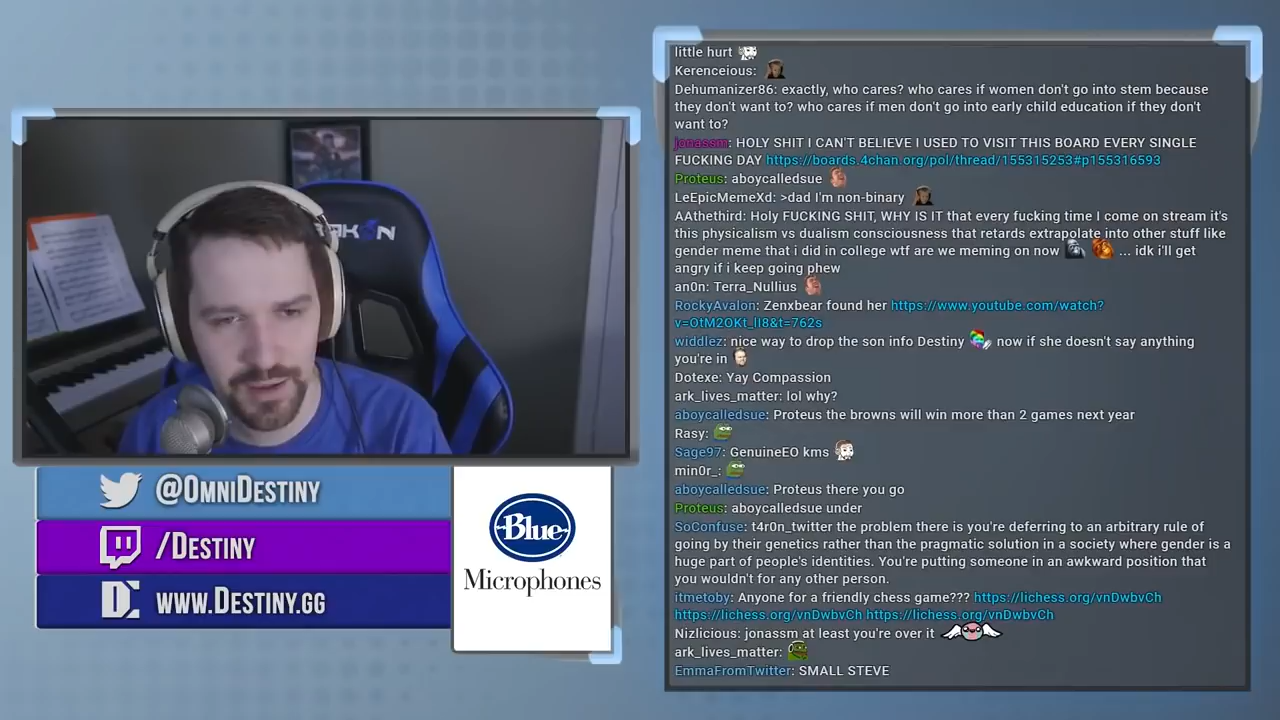 little hurt
Kerenceious:
Dehumanizer86: exactly, who cares? who cares if women don't go into stem because
they don't want to? who cares if men don't go into early child education if they don't
want to?
jonassm: HOLY SHIT I CAN'T BELIEVE I USED TO VISIT THIS BOARD EVERY SINGLE
FUCKING DAY https://boards.4chan.org/pol/thread/155315253#p155316593
Proteus: aboycalledsue
LeEpicMemeXd: >dad I'm non-binary
AAthethird: Holy FUCKING SHIT, WHY IS IT that every fucking time I come on stream it's
this physicalism vs dualism consciousness that retards extrapolate into other stuff like
gender meme that i did in college wtf are we meming on now ... idk i'll get
angry if i keep going phew
an0n: Terra_Nullius
RockyAvalon: Zenxbear found her https://www.youtube.com/watch?
v=OtM2OKt_lI8&t=762s
widdlez: nice way to drop the son info Destiny now if she doesn't say anything
you're in
Dotexe: Yay Compassion
ark_lives_matter: lol why?
aboycalledsue: Proteus the browns will win more than 2 games next year
Rasy:
Sage97: GenuineEO kms
min0r_:
aboycalledsue: Proteus there you go
Proteus: aboycalledsue under
SoConfuse: t4r0n_twitter the problem there is you're deferring to an arbitrary rule of
going by their genetics rather than the pragmatic solution in a society where gender is a
huge part of people's identities. You're putting someone in an awkward position that
you wouldn't for any other person.
itmetoby: Anyone for a friendly chess game??? https://lichess.org/vnDwbvCh
https://lichess.org/vnDwbvCh https://lichess.org/vnDwbvCh
Nizlicious: jonassm at least you're over it
ark_lives_matter:
EmmaFromTwitter: SMALL STEVE
@OmniDestiny
/Destiny
www.Destiny.gg
Blue
Microphones